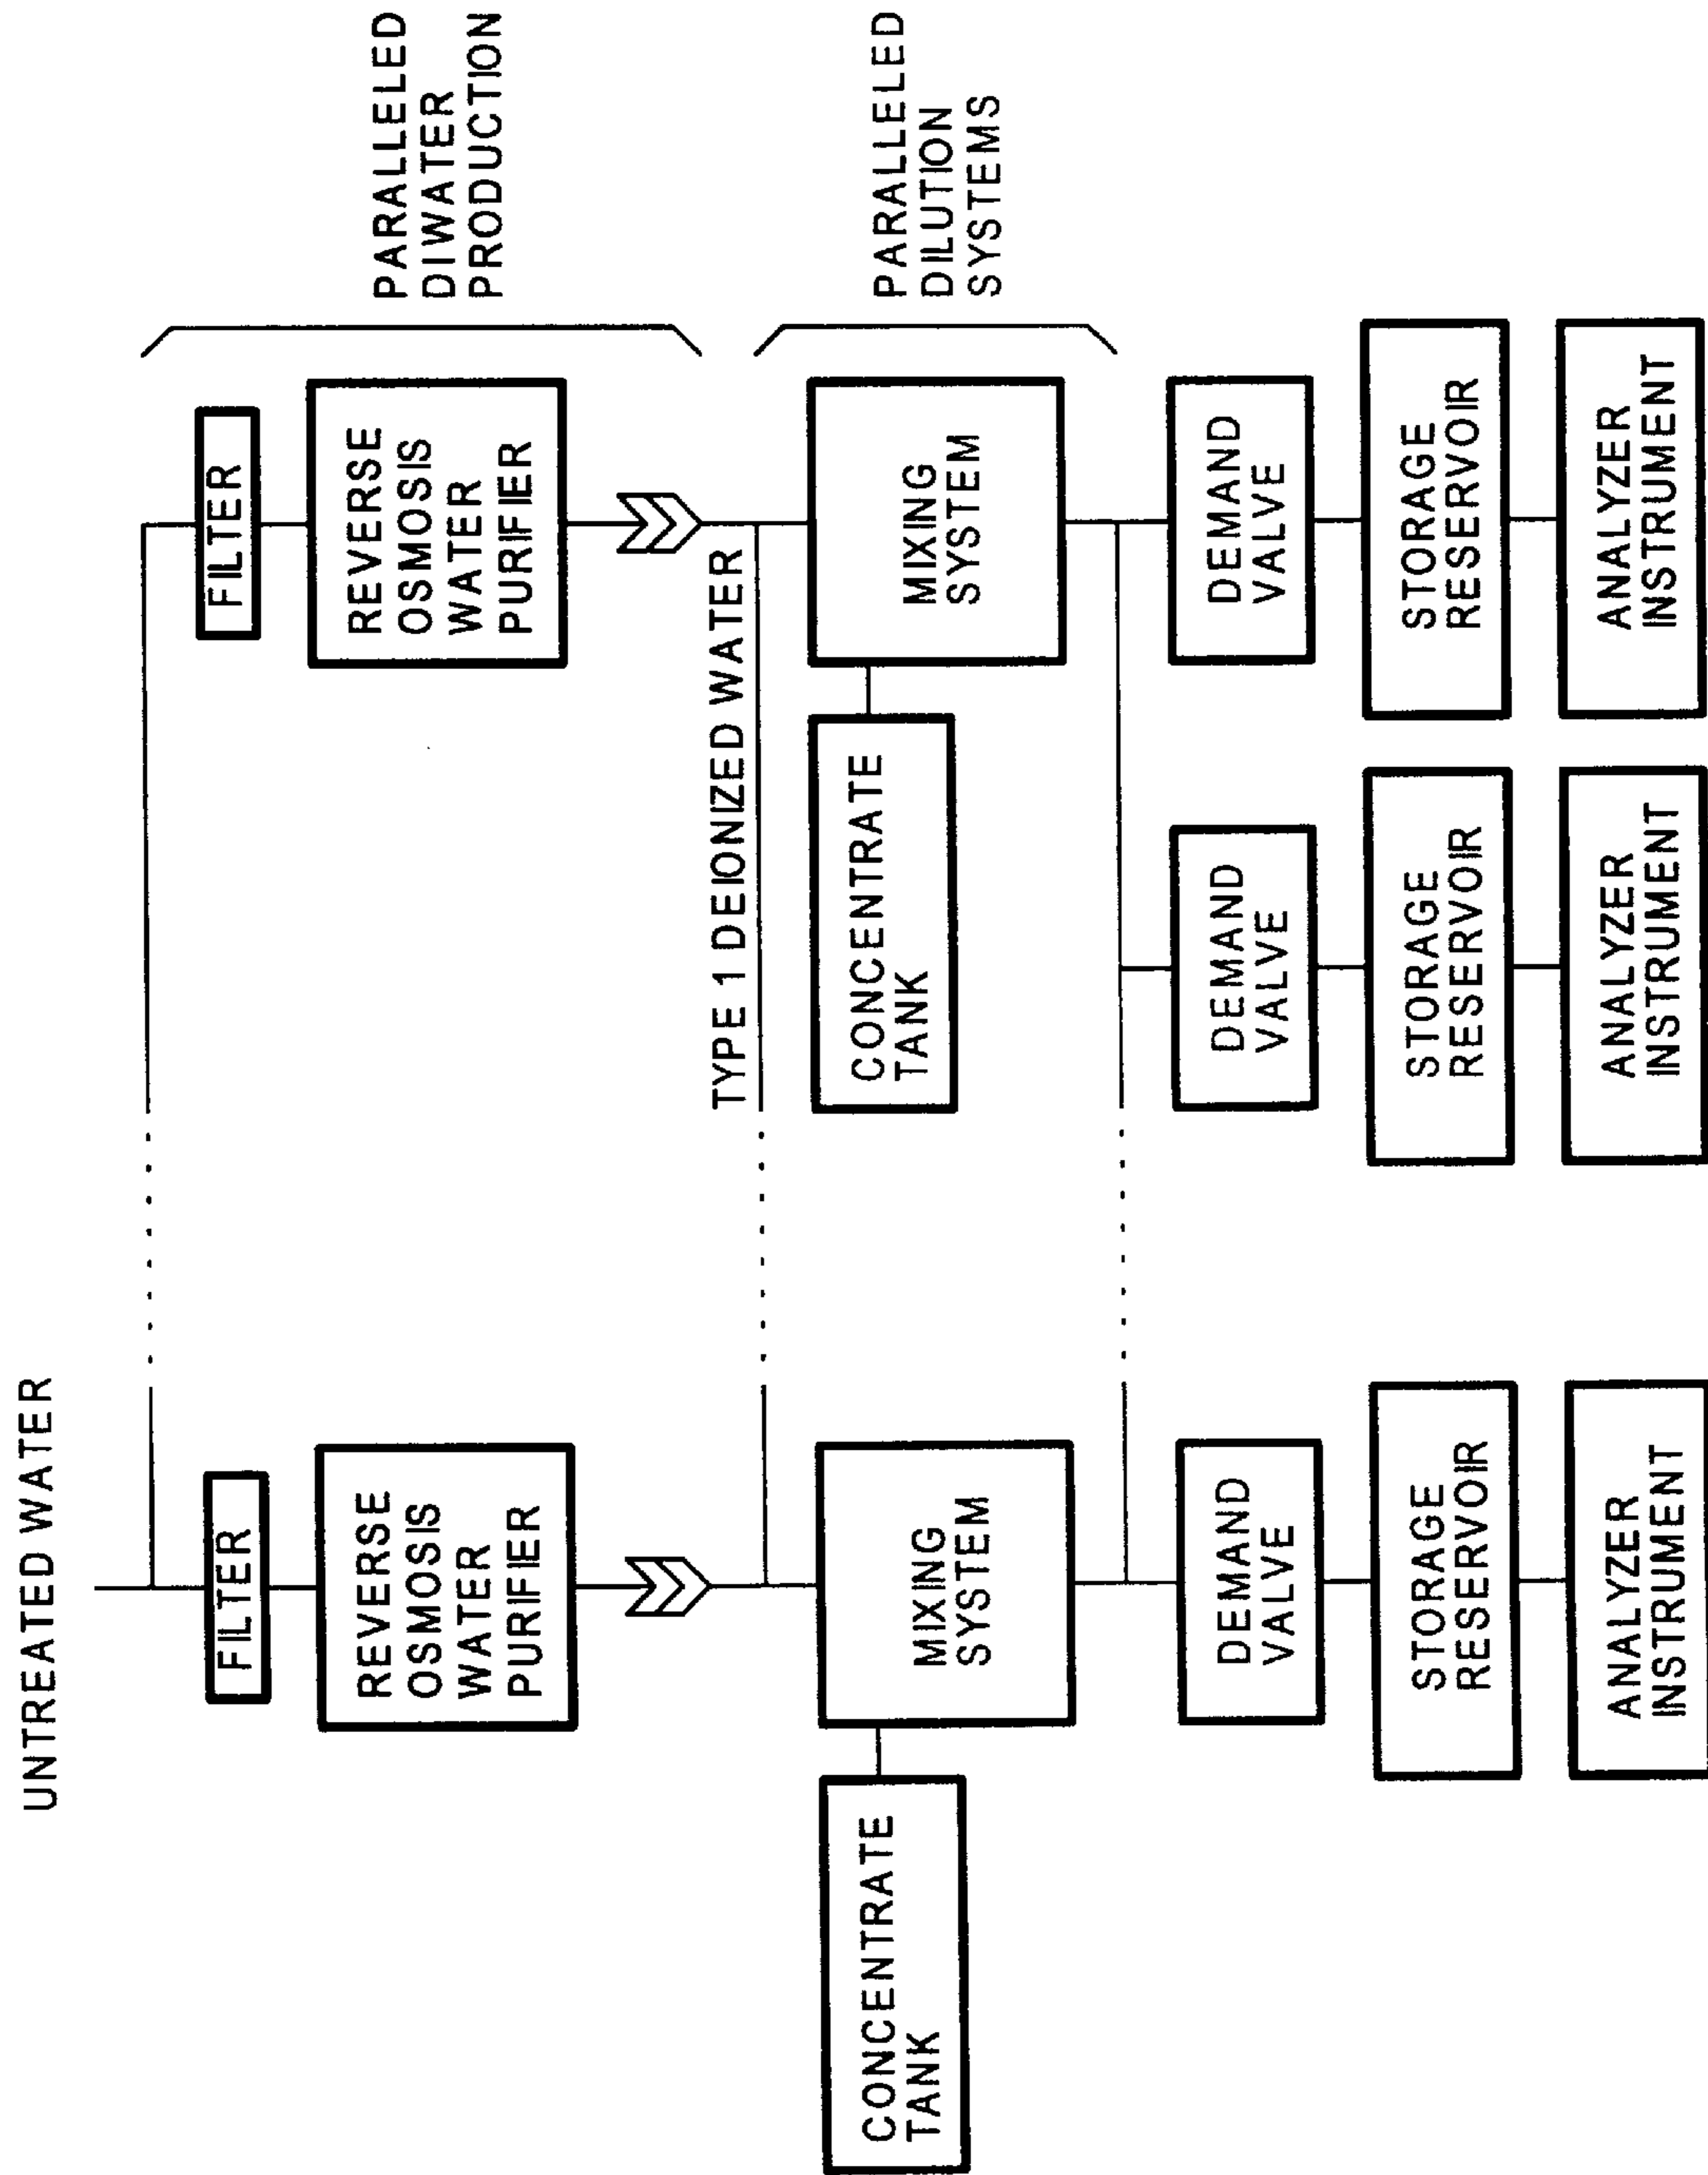 UNTREATED WATER
FILTER
REVERSE
OSMOSIS
WATER
PURIFIER
FILTER
REVERSE
OSMOSIS
WATER
PURIFIER
PARALLELED
DIWATER
PRODUCTION
TYPE 1 DEIONIZED WATER
CONCENTRATE
TANK
MIXING
SYSTEM
CONCENTRATE
TANK
MIXING
SYSTEM
PARALLELED
DILUTION
SYSTEMS
DEMAND
VALVE
DEMAND
VALVE
DEMAND
VALVE
STORAGE
RESERVOIR
STORAGE
RESERVOIR
STORAGE
RESERVOIR
ANALYZER
INSTRUMENT
ANALYZER
INSTRUMENT
ANALYZER
INSTRUMENT